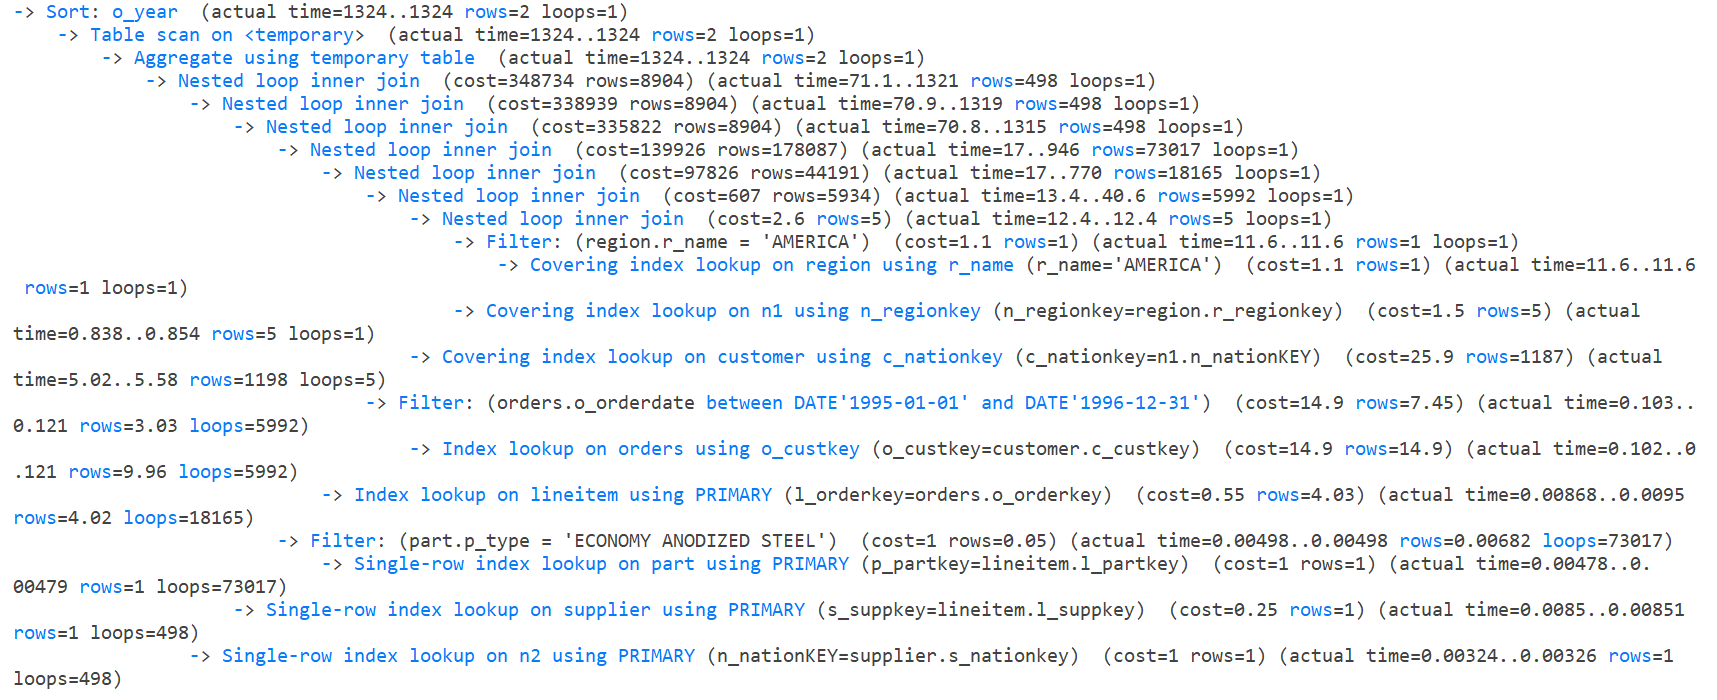 -> Sort: o_year  (actual time=1324..1324 rows=2 loops=1)
-> Table scan on <temporary>  (actual time=1324..1324 rows=2 loops=1)
-> Aggregate using temporary table  (actual time=1324..1324 rows=2 loops=1)
-> Nested loop inner join  (cost=348734 rows=8904) (actual time=71.1..1321 rows=498 loops=1)
-> Nested loop inner join  (cost=338939 rows=8904) (actual time=70.9..1319 rows=498 loops=1)
-> Nested loop inner join  (cost=335822 rows=8904) (actual time=70.8..1315 rows=498 loops=1)
-> Nested loop inner join  (cost=139926 rows=178087) (actual time=17..946 rows=73017 loops=1)
-> Nested loop inner join  (cost=97826 rows=44191) (actual time=17..770 rows=18165 loops=1)
-> Nested loop inner join  (cost=607 rows=5934) (actual time=13.4..40.6 rows=5992 loops=1)
-> Nested loop inner join  (cost=2.6 rows=5) (actual time=12.4..12.4 rows=5 loops=1)
-> Filter: (region.r_name = 'AMERICA')  (cost=1.1 rows=1) (actual time=11.6..11.6 rows=1 loops=1)
-> Covering index lookup on region using r_name (r_name='AMERICA')  (cost=1.1 rows=1) (actual time=11.6..11.6
rows=1 loops=1)
-> Covering index lookup on n1 using n_regionkey (n_regionkey=region.r_regionkey)  (cost=1.5 rows=5) (actual
time=0.838..0.854 rows=5 loops=1)
-> Covering index lookup on customer using c_nationkey (c_nationkey=n1.n_nationKEY)  (cost=25.9 rows=1187) (actual
time=5.02..5.58 rows=1198 loops=5)
-> Filter: (orders.o_orderdate between DATE'1995-01-01' and DATE'1996-12-31')  (cost=14.9 rows=7.45) (actual time=0.103..
0.121 rows=3.03 loops=5992)
-> Index lookup on orders using o_custkey (o_custkey=customer.c_custkey)  (cost=14.9 rows=14.9) (actual time=0.102..0
.121 rows=9.96 loops=5992)
-> Index lookup on lineitem using PRIMARY (l_orderkey=orders.o_orderkey)  (cost=0.55 rows=4.03) (actual time=0.00868..0.0095
rows=4.02 loops=18165)
-> Filter: (part.p_type = 'ECONOMY ANODIZED STEEL')  (cost=1 rows=0.05) (actual time=0.00498..0.00498 rows=0.00682 loops=73017)
-> Single-row index lookup on part using PRIMARY (p_partkey=lineitem.l_partkey)  (cost=1 rows=1) (actual time=0.00478..0.
00479 rows=1 loops=73017)
-> Single-row index lookup on supplier using PRIMARY (s_suppkey=lineitem.l_suppkey)  (cost=0.25 rows=1) (actual time=0.0085..0.00851
rows=1 loops=498)
-> Single-row index lookup on n2 using PRIMARY (n_nationKEY=supplier.s_nationkey)  (cost=1 rows=1) (actual time=0.00324..0.00326 rows=1
loops=498)